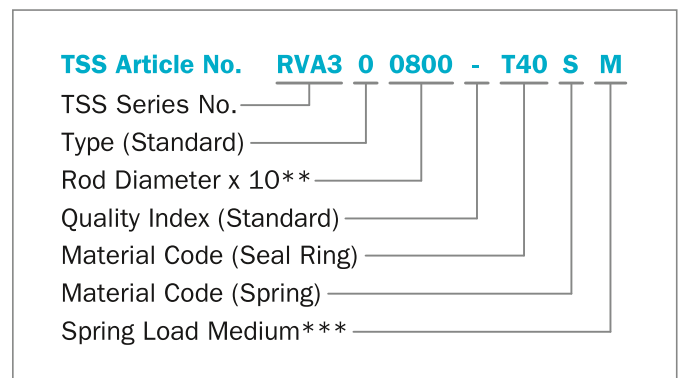 TSS Article No. RVA3 0 0800 - T40 S M
TSS Series No.
Type (Standard)
Rod Diameter x 10**
Quality Index (Standard)
Material Code (Seal Ring)
Material Code (Spring)
Spring Load Medium***